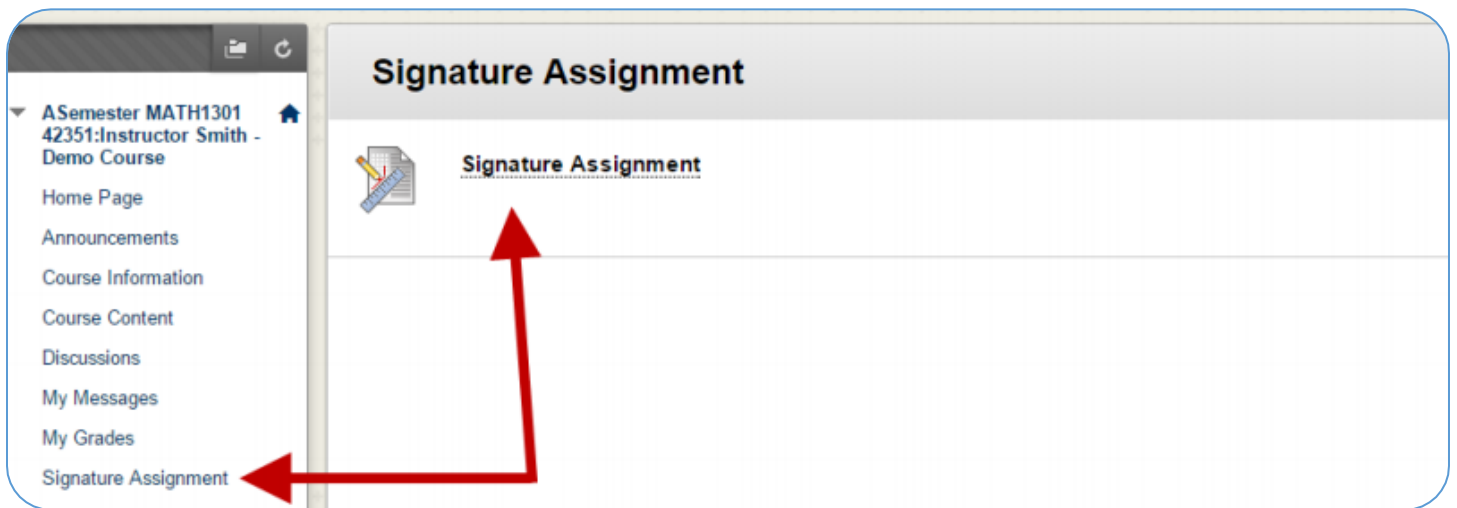 ASemester MATH1301
42351:Instructor Smith -
Demo Course
Home Page
Announcements
Course Information
Course Content
Discussions
My Messages
My Grades
Signature Assignment
Signature Assignment
Signature Assignment